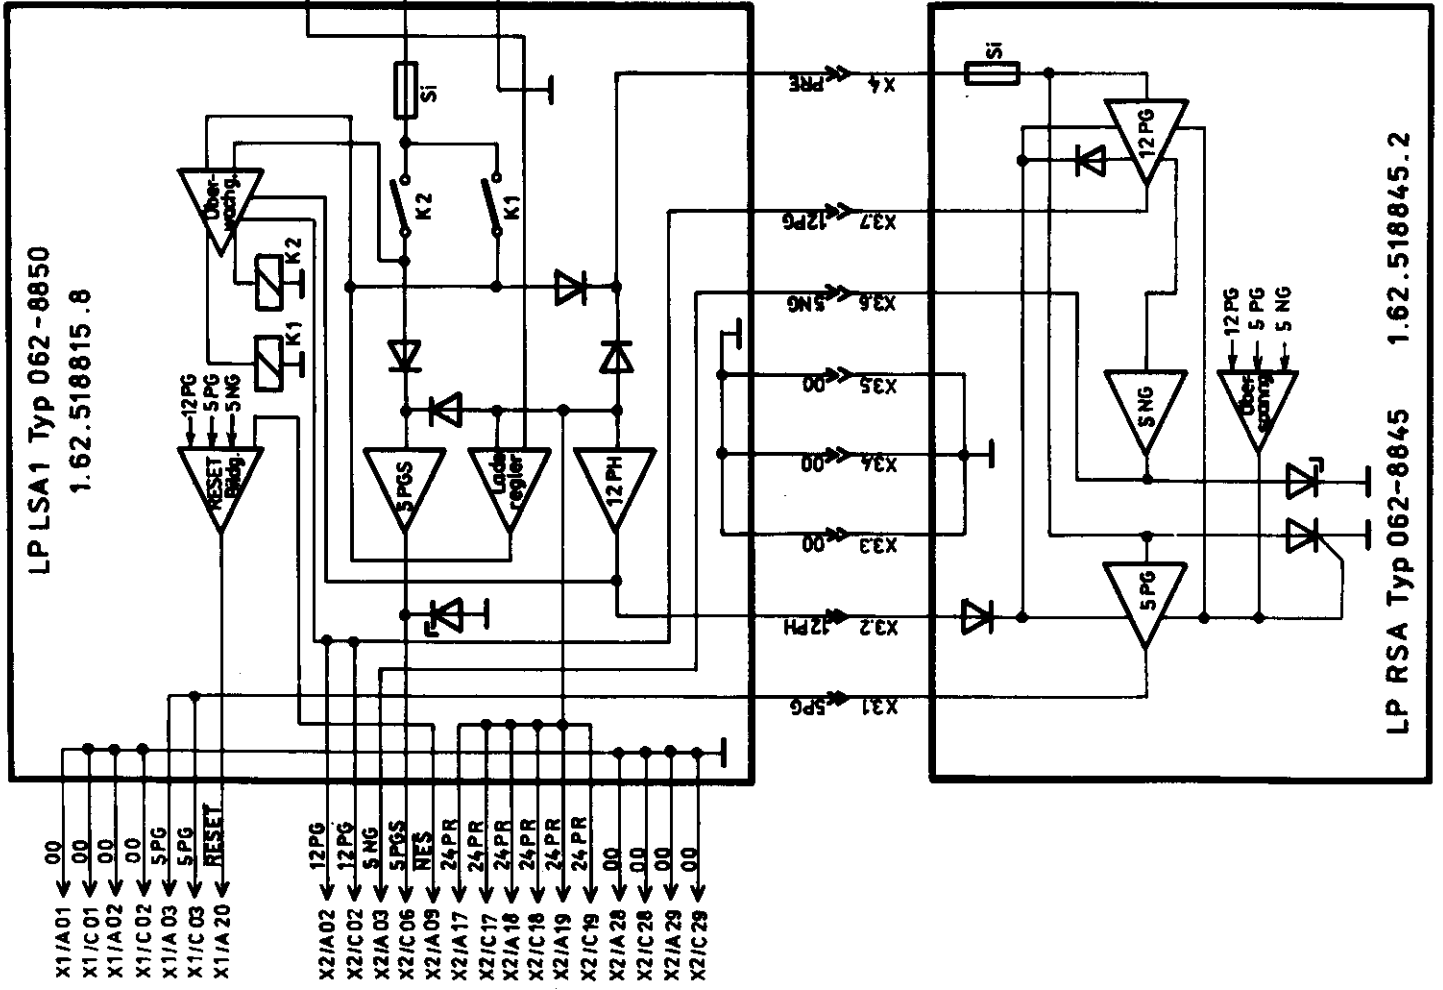 LP LSA1 Typ 062-8850
1.62.518815.8
Über-
wachg.
K2
K1
Si
K2
K1
12PG
5PG
5NG
RESET
Bildg.
5PGS
Lade
regler
12PH
PRE
X4
12PG
X3.7
5NG
X3.6
00
X3.5
00
X3.4
00
X3.3
12PH
X3.2
5PG
X3.1
Si
12PG
5NG
12PG
5PG
5NG
Über-
spanng.
5PG
LP RSA Typ 062-8845 1.62.518845.2
X1/A01 00
X1/C01 00
X1/A02 00
X1/C02 00
X1/A03 5PG
X1/C03 5PG
X1/A20 RESET
X2/A02 12PG
X2/C02 12PG
X2/A03 5NG
X2/C06 5PGS
X2/A09 NES
X2/A17 24PR
X2/C17 24PR
X2/A18 24PR
X2/C18 24PR
X2/A19 24PR
X2/C19 24PR
X2/A28 00
X2/C28 00
X2/A29 00
X2/C29 00